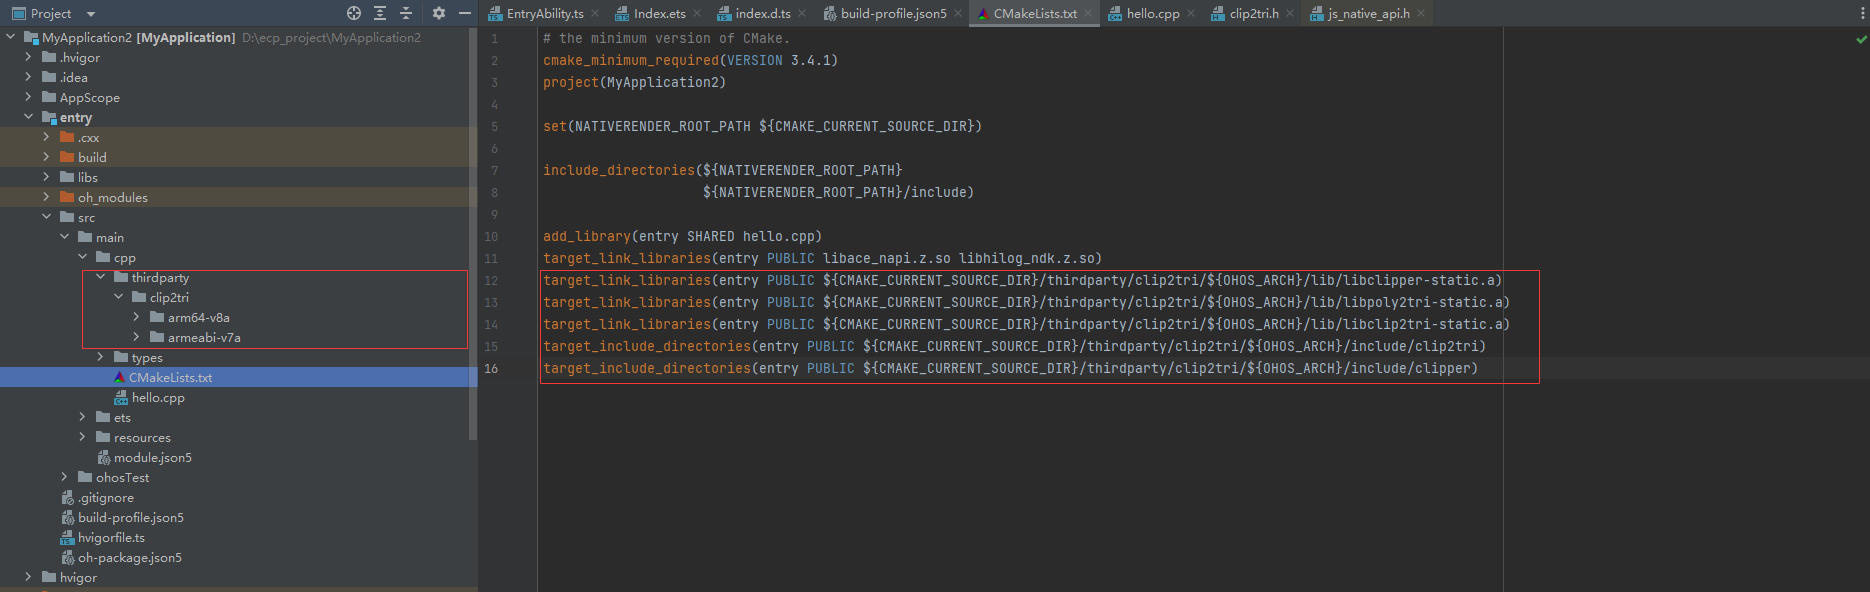 Project
EntryAbility.ts
Index.ets
index.d.ts
build-profile.json5
CMakeLists.txt
hello.cpp
clip2tri.h
js_native_api.h
MyApplication2 [MyApplication] D:\ecp_project\MyApplication2
.hvigor
.idea
AppScope
entry
.cxx
build
libs
oh_modules
src
main
cpp
thirdparty
clip2tri
arm64-v8a
armeabi-v7a
types
CMakeLists.txt
hello.cpp
ets
resources
module.json5
ohosTest
.gitignore
build-profile.json5
hvigorfile.ts
oh-package.json5
hvigor
1 # the minimum version of CMake.
2 cmake_minimum_required(VERSION 3.4.1)
3 project(MyApplication2)
4
5 set(NATIVERENDER_ROOT_PATH ${CMAKE_CURRENT_SOURCE_DIR})
6
7 include_directories(${NATIVERENDER_ROOT_PATH}
8 ${NATIVERENDER_ROOT_PATH}/include)
9
10 add_library(entry SHARED hello.cpp)
11 target_link_libraries(entry PUBLIC libace_napi.z.so libhilog_ndk.z.so)
12 target_link_libraries(entry PUBLIC ${CMAKE_CURRENT_SOURCE_DIR}/thirdparty/clip2tri/${OHOS_ARCH}/lib/libclipper-static.a)
13 target_link_libraries(entry PUBLIC ${CMAKE_CURRENT_SOURCE_DIR}/thirdparty/clip2tri/${OHOS_ARCH}/lib/libpoly2tri-static.a)
14 target_link_libraries(entry PUBLIC ${CMAKE_CURRENT_SOURCE_DIR}/thirdparty/clip2tri/${OHOS_ARCH}/lib/libclip2tri-static.a)
15 target_include_directories(entry PUBLIC ${CMAKE_CURRENT_SOURCE_DIR}/thirdparty/clip2tri/${OHOS_ARCH}/include/clip2tri)
16 target_include_directories(entry PUBLIC ${CMAKE_CURRENT_SOURCE_DIR}/thirdparty/clip2tri/${OHOS_ARCH}/include/clipper)